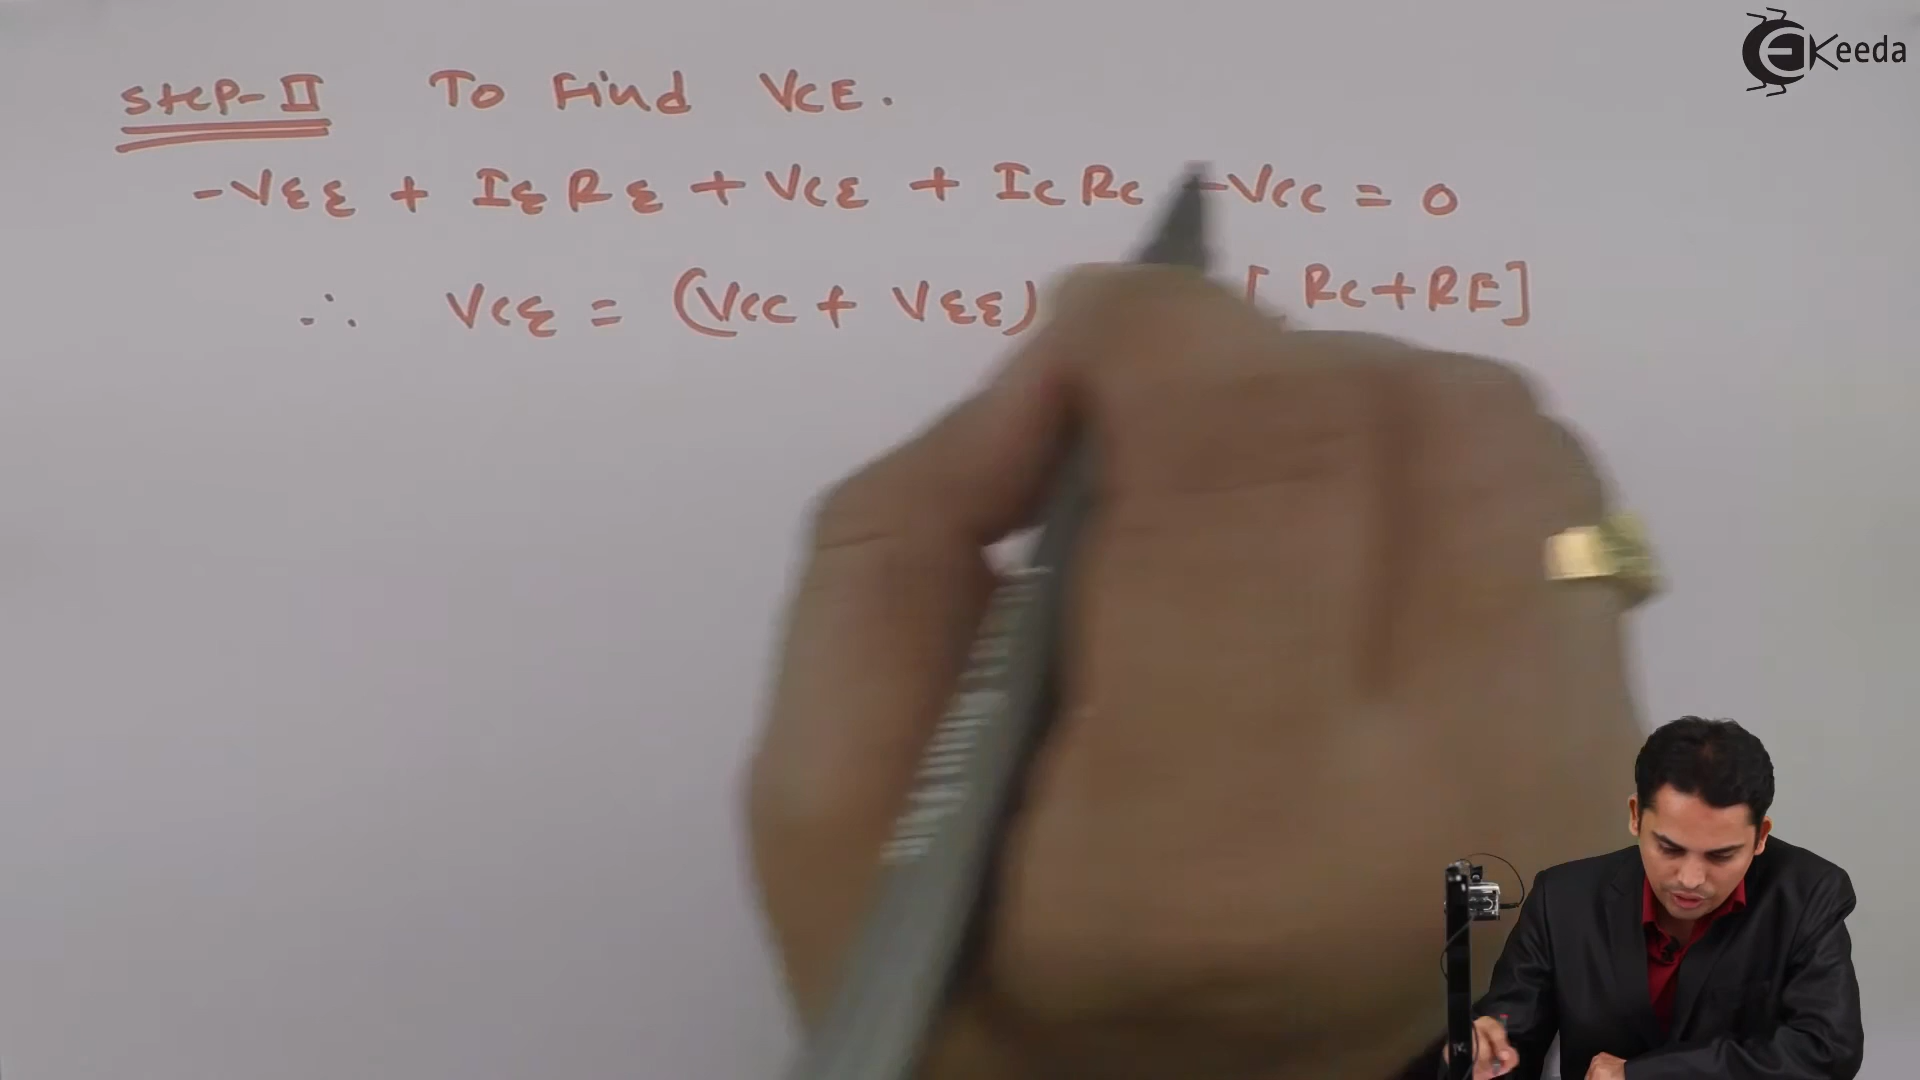 Keeda
Step-II To Find VCE.
-VEE + IERE + VCE + ICRC -VCC = 0
∴ VCE = (VCC + VEE) [RC+RE]